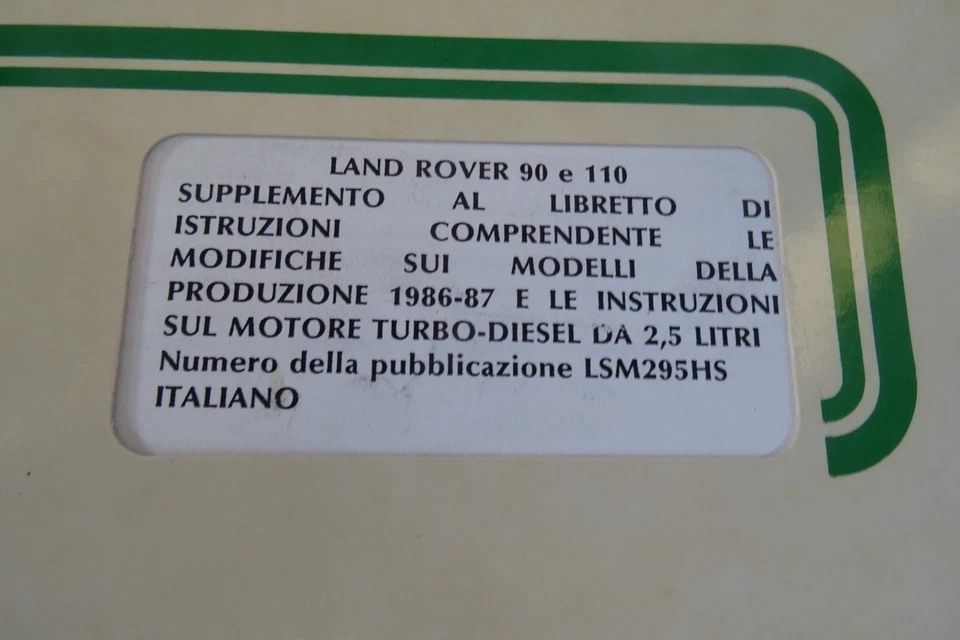 LAND ROVER 90 e 110
SUPPLEMENTO AL LIBRETTO DI
ISTRUZIONI COMPRENDENTE LE
MODIFICHE SUI MODELLI DELLA
PRODUZIONE 1986-87 E LE INSTRUZIONI
SUL MOTORE TURBO-DIESEL DA 2,5 LITRI
Numero della pubblicazione LSM295HS
ITALIANO